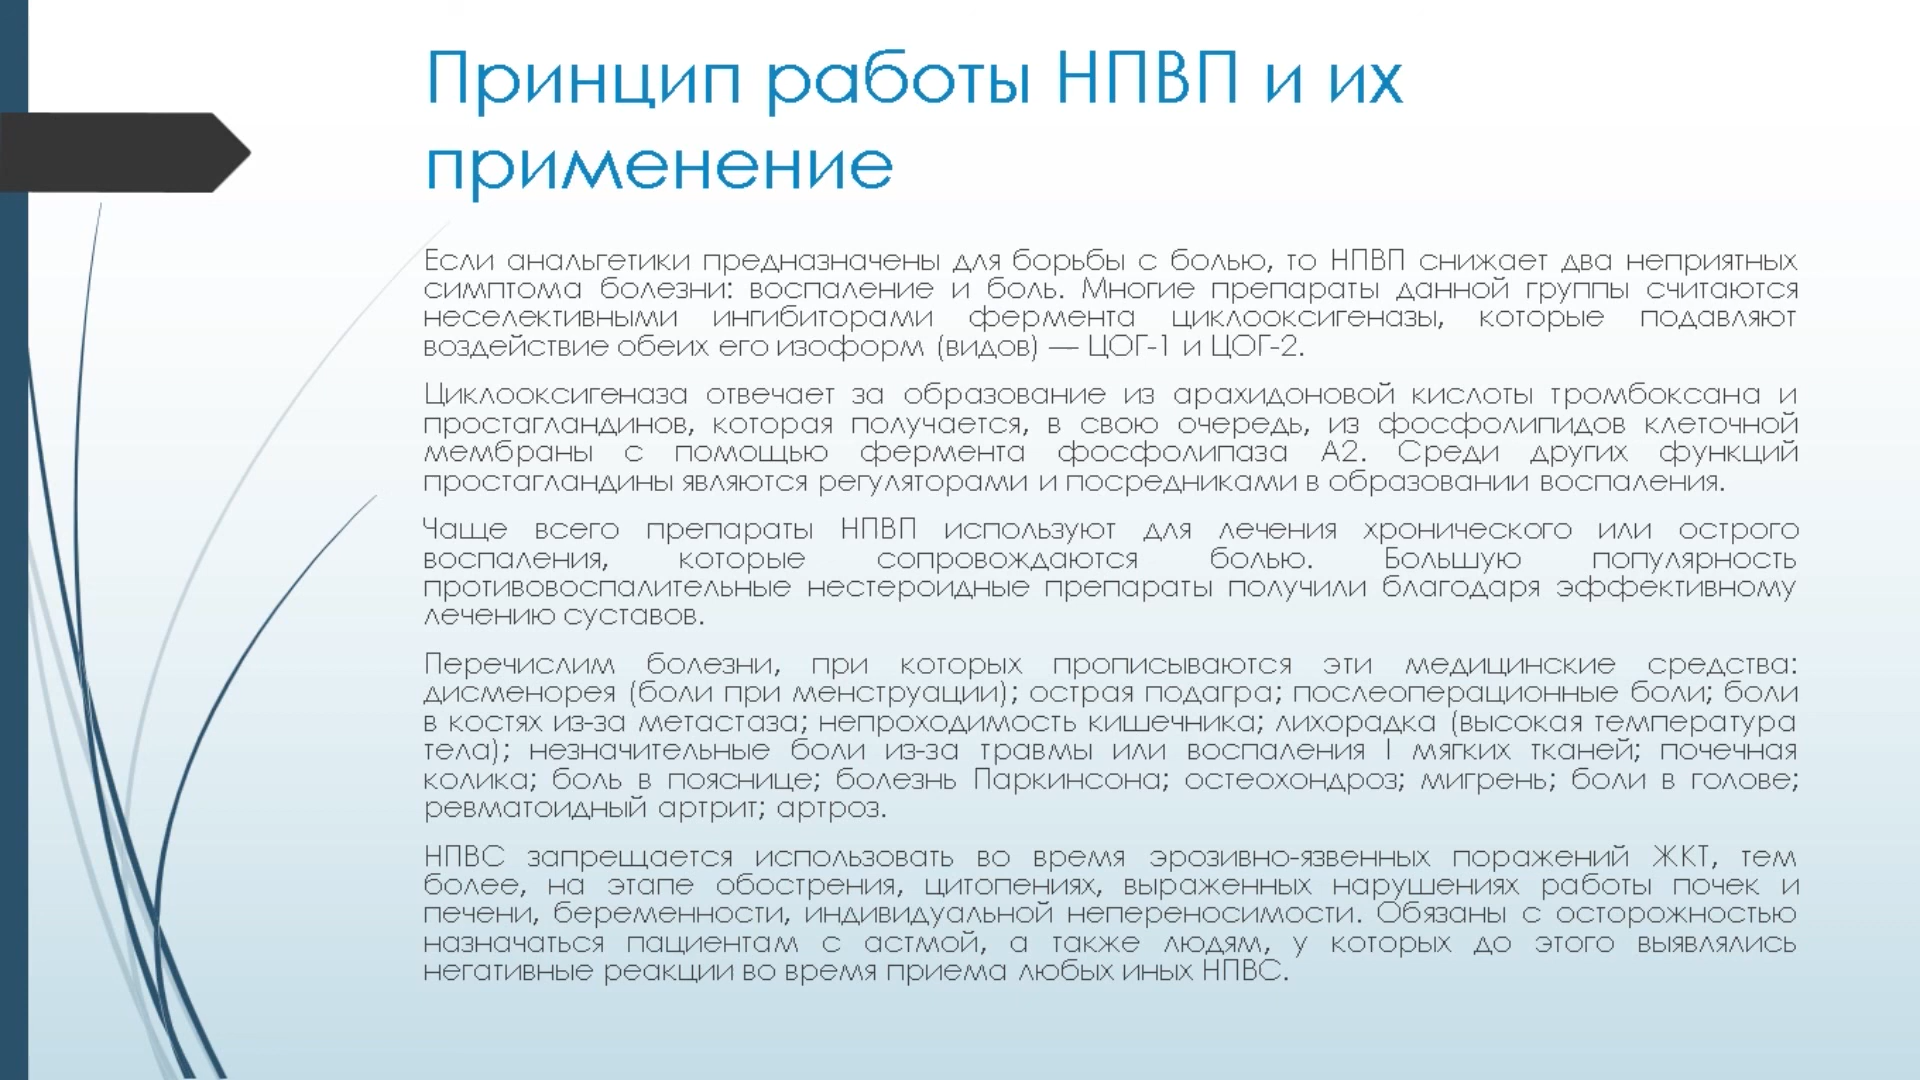 Принцип работы НПВП и их
применение
Если анальгетики предназначены для борьбы с болью, то НПВП снижает два неприятных
симптома болезни: воспаление и боль. Многие препараты данной группы считаются
неселективными ингибиторами фермента циклооксигеназы, которые подавляют
воздействие обеих его изоформ (видов) — ЦОГ-1 и ЦОГ-2.
Циклооксигеназа отвечает за образование из арахидоновой кислоты тромбоксана и
простагландинов, которая получается, в свою очередь, из фосфолипидов клеточной
мембраны с помощью фермента фосфолипаза А2. Среди других функций
простагландины являются регуляторами и посредниками в образовании воспаления.
Чаще всего препараты НПВП используют для лечения хронического или острого
воспаления, которые сопровождаются болью. Большую популярность
противовоспалительные нестероидные препараты получили благодаря эффективному
лечению суставов.
Перечислим болезни, при которых прописываются эти медицинские средства:
дисменорея (боли при менструации); острая подагра; послеоперационные боли; боли
в костях из-за метастаза; непроходимость кишечника; лихорадка (высокая температура
тела); незначительные боли из-за травмы или воспаления I мягких тканей; почечная
колика; боль в пояснице; болезнь Паркинсона; остеохондроз; мигрень; боли в голове;
ревматоидный артрит; артроз.
НПВС запрещается использовать во время эрозивно-язвенных поражений ЖКТ, тем
более, на этапе обострения, цитопениях, выраженных нарушениях работы почек и
печени, беременности, индивидуальной непереносимости. Обязаны с осторожностью
назначаться пациентам с астмой, а также людям, у которых до этого выявлялись
негативные реакции во время приема любых иных НПВС.